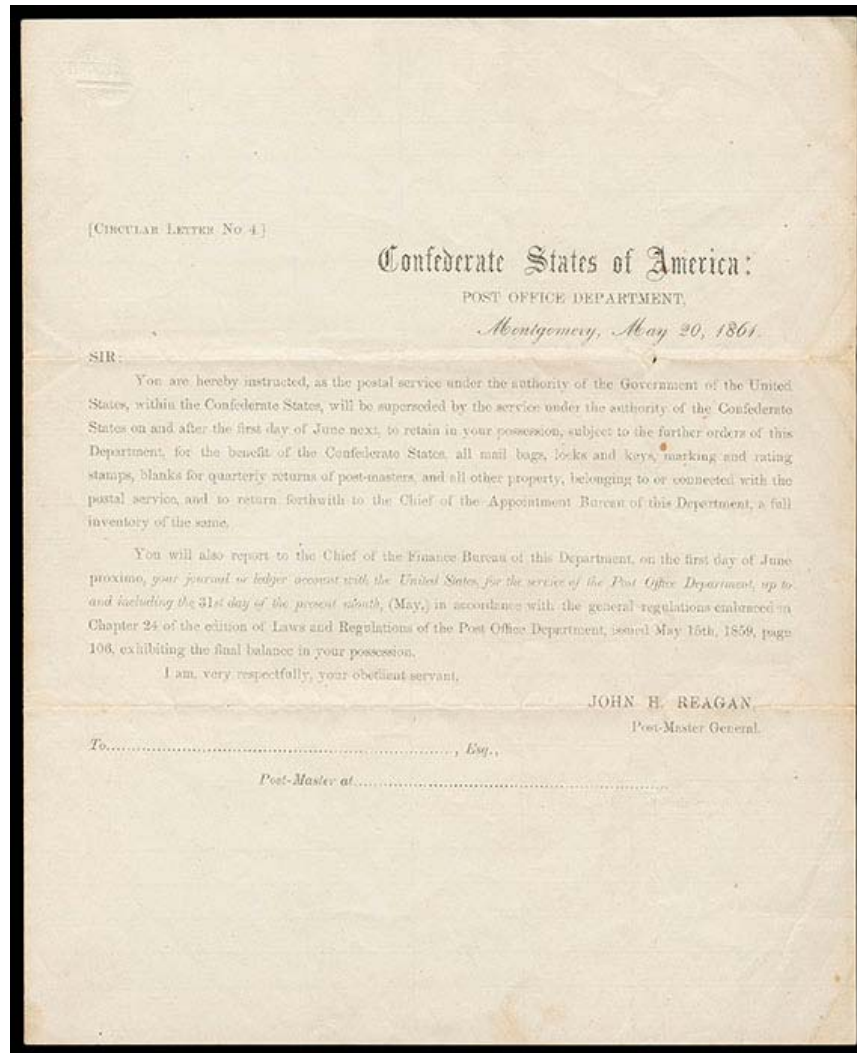 [Circular Letter No 4.]
Confederate States of America:
POST OFFICE DEPARTMENT,
Montgomery, May 20, 1861.
SIR:
You are hereby instructed, as the postal service under the authority of the Government of the United
States, within the Confederate States, will be superseded by the service under the authority of the Confederate
States on and after the first day of June next, to retain in your possession, subject to the further orders of this
Department, for the benefit of the Confederate States, all mail bags, locks and keys, marking and rating
stamps, blanks for quarterly returns of post-masters, and all other property, belonging to or connected with the
postal service, and to return forthwith to the Chief of the Appointment Bureau of this Department, a full
inventory of the same.
You will also report to the Chief of the Finance Bureau of this Department, on the first day of June
proximo, your journal or ledger account with the United States, for the service of the Post Office Department, up to
and including the 31st day of the present month, (May,) in accordance with the general regulations embraced in
Chapter 24 of the edition of Laws and Regulations of the Post Office Department, issued May 15th, 1859, page
106, exhibiting the final balance in your possession.
I am, very respectfully, your obedient servant,
JOHN H. REAGAN,
Post-Master General.
To......................................................., Esq.,
Post-Master at..................................................